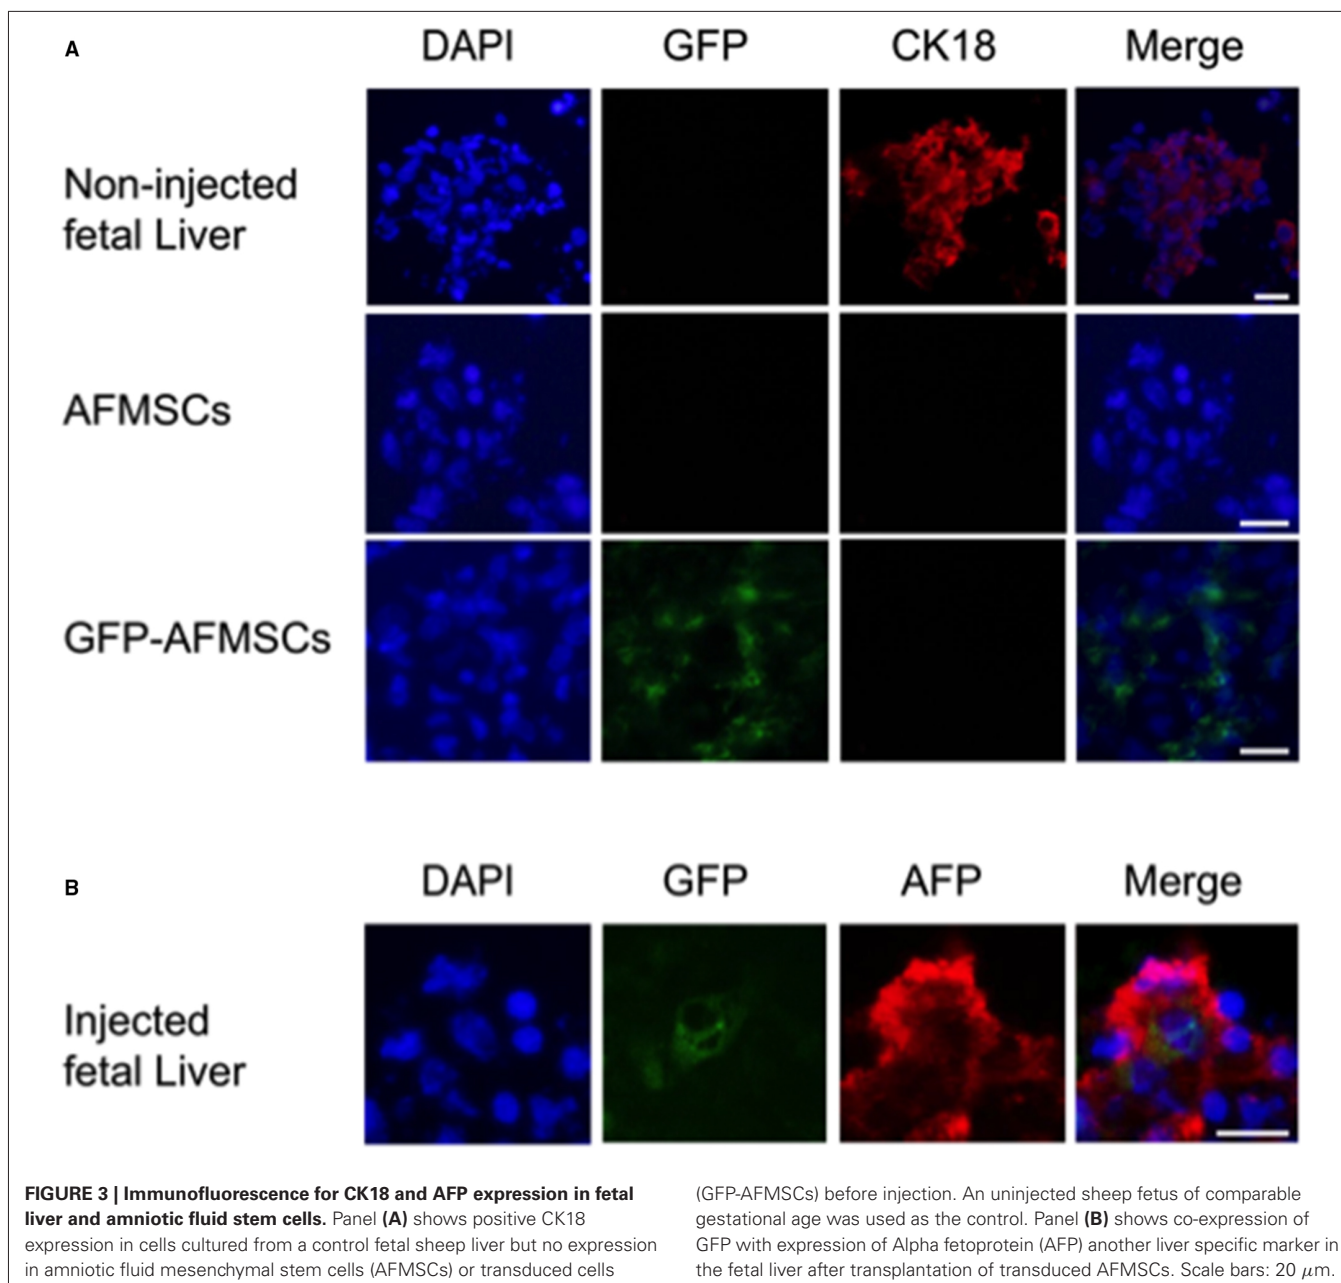 A
DAPI
GFP
CK18
Merge
Non-injected
fetal Liver
AFMSCs
GFP-AFMSCs
B
DAPI
GFP
AFP
Merge
Injected
fetal Liver
FIGURE 3 | Immunofluorescence for CK18 and AFP expression in fetal
liver and amniotic fluid stem cells. Panel (A) shows positive CK18
expression in cells cultured from a control fetal sheep liver but no expression
in amniotic fluid mesenchymal stem cells (AFMSCs) or transduced cells
(GFP-AFMSCs) before injection. An uninjected sheep fetus of comparable
gestational age was used as the control. Panel (B) shows co-expression of
GFP with expression of Alpha fetoprotein (AFP) another liver specific marker in
the fetal liver after transplantation of transduced AFMSCs. Scale bars: 20 μm.